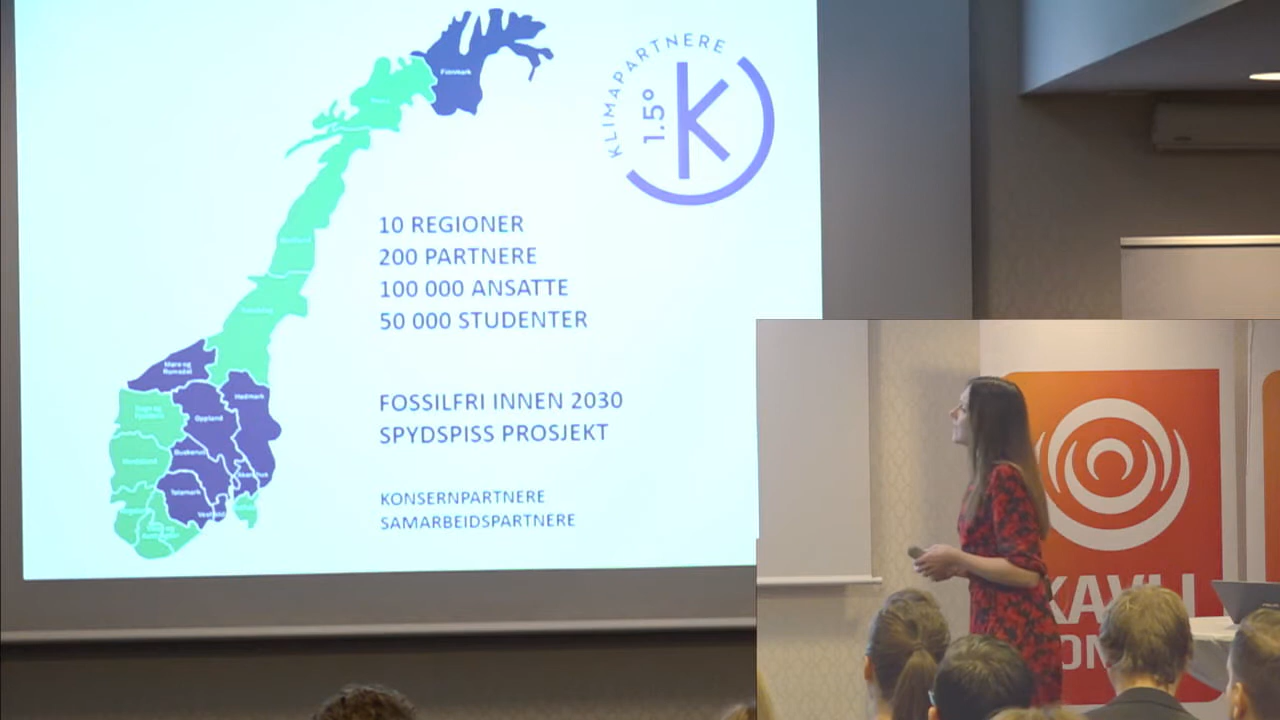 Finnmark
KLIMAPARTNERE
1.5°
K
10 REGIONER
200 PARTNERE
100 000 ANSATTE
50 000 STUDENTER
Møre og
Romsdal
Hedmark
Oppland
Buskerud
Telemark
FOSSILFRI INNEN 2030
SPYDSPISS PROSJEKT
KONSERNPARTNERE
SAMARBEIDSPARTNERE
KAVLI